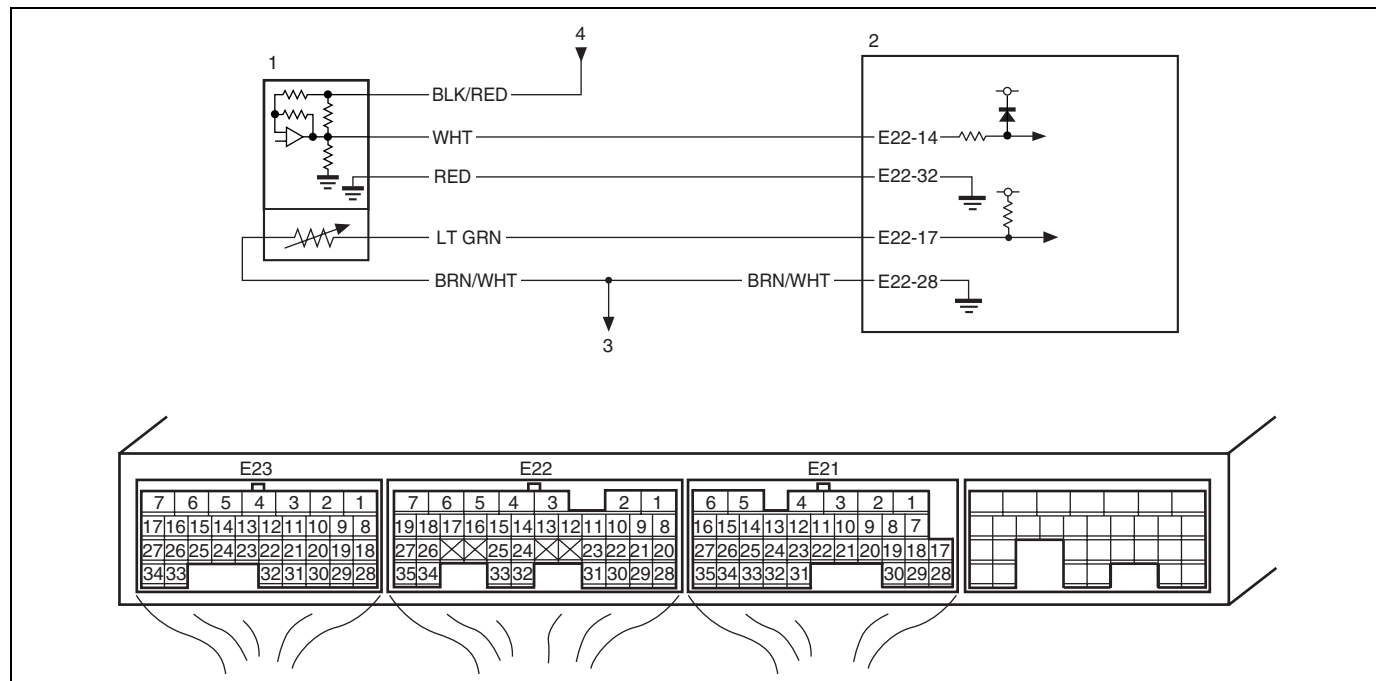 4
1
2
BLK/RED
WHT
E22-14
RED
E22-32
LT GRN
E22-17
BRN/WHT
BRN/WHT
E22-28
3
E23
E22
E21
7 6 5 4 3 2 1
7 6 5 4 3 2 1
6 5 4 3 2 1
17 16 15 14 13 12 11 10 9 8
19 18 17 16 15 14 13 12 11 10 9 8
16 15 14 13 12 11 10 9 8 7
27 26 25 24 23 22 21 20 19 18
27 26 25 24 23 22 21 20
27 26 25 24 23 22 21 20 19 18 17
34 33 32 31 30 29 28
35 34 33 32 31 30 29 28
35 34 33 32 31 30 29 28